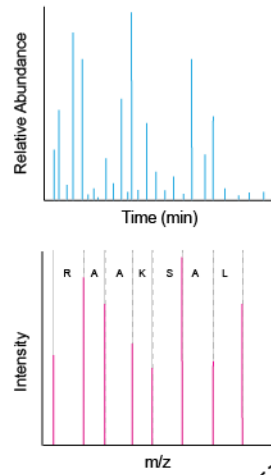 Relative Abundance
Time (min)
R A A K S A L
Intensity
m/z